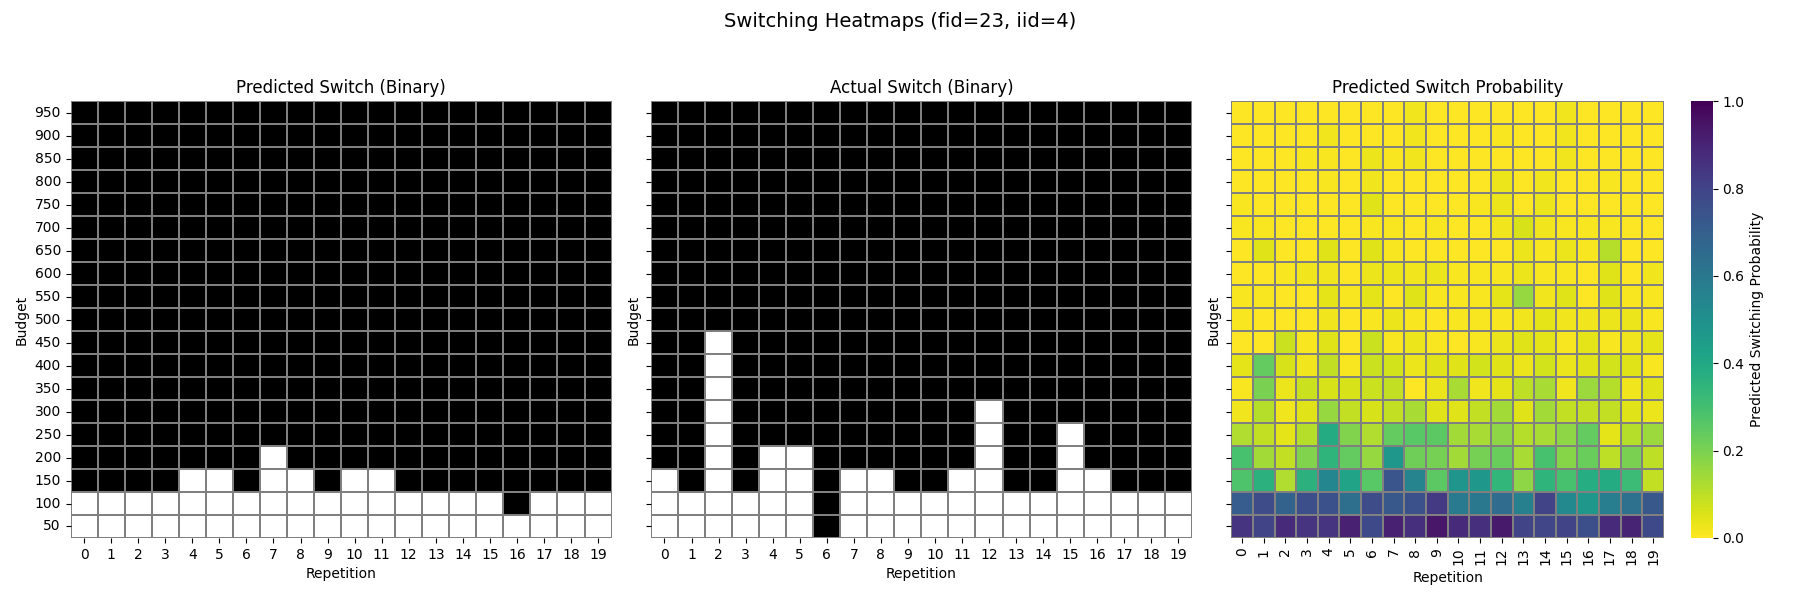 Switching Heatmaps (fid=23, iid=4)
Predicted Switch (Binary)
Budget
950
900
850
800
750
700
650
600
550
500
450
400
350
300
250
200
150
100
50
0 1 2 3 4 5 6 7 8 9 10 11 12 13 14 15 16 17 18 19
Repetition
Actual Switch (Binary)
Budget
0 1 2 3 4 5 6 7 8 9 10 11 12 13 14 15 16 17 18 19
Repetition
Predicted Switch Probability
Budget
0 1 2 3 4 5 6 7 8 9 10 11 12 13 14 15 16 17 18 19
Repetition
1.0
0.8
0.6
0.4
0.2
0.0
Predicted Switching Probability